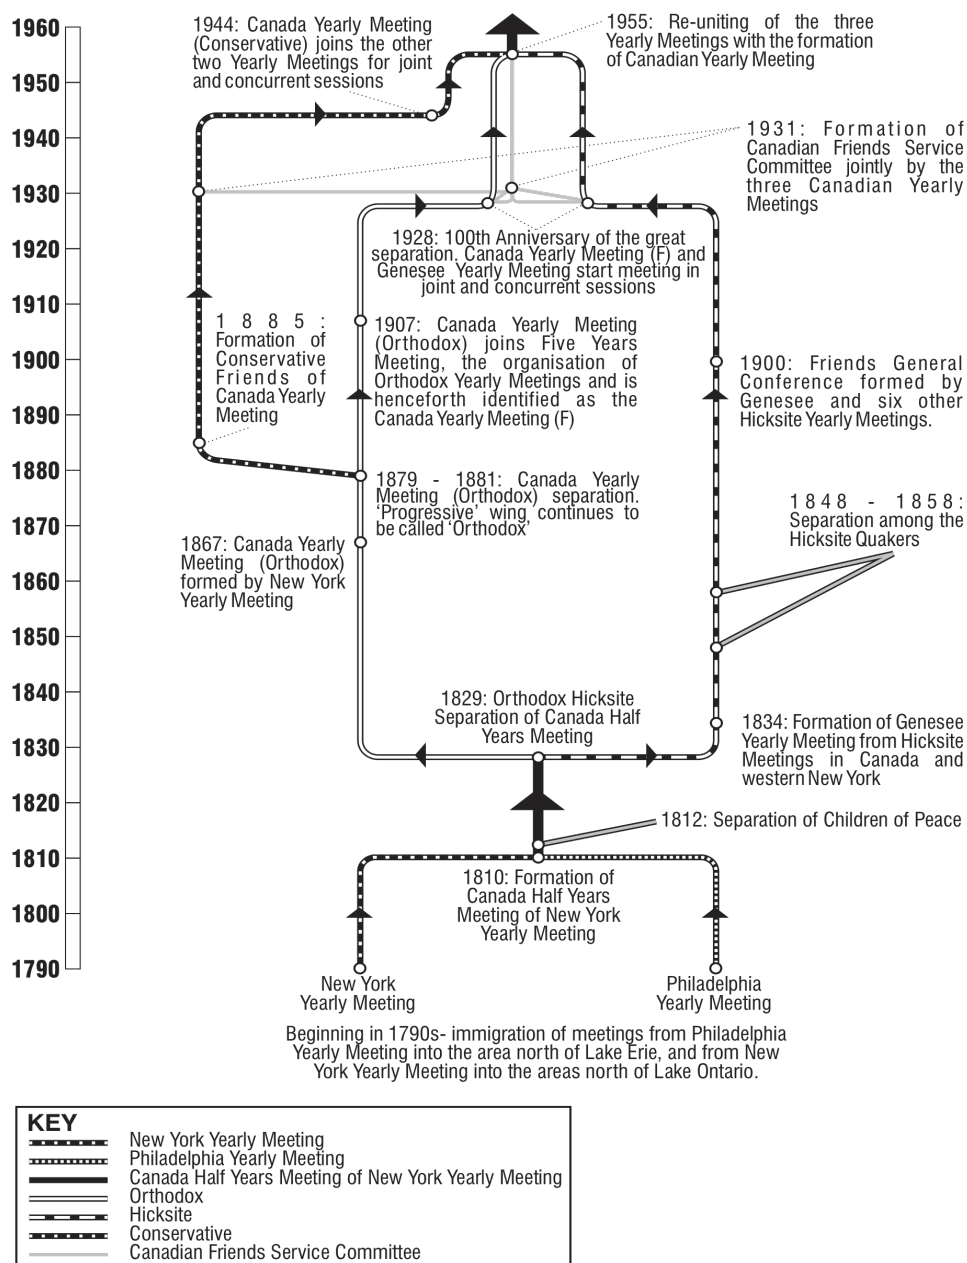 1960
1950
1940
1930
1920
1910
1900
1890
1880
1870
1860
1850
1840
1830
1820
1810
1800
1790
1944: Canada Yearly Meeting
(Conservative) joins the other
two Yearly Meetings for joint
and concurrent sessions
1955: Re-uniting of the three
Yearly Meetings with the formation
of Canadian Yearly Meeting
1931: Formation of
Canadian Friends Service
Committee jointly by the
three Canadian Yearly
Meetings
1928: 100th Anniversary of the great
separation. Canada Yearly Meeting (F) and
Genesee Yearly Meeting start meeting in
joint and concurrent sessions
1885:
Formation of
Conservative
Friends of
Canada Yearly
Meeting
1907: Canada Yearly Meeting
(Orthodox) joins Five Years
Meeting, the organisation of
Orthodox Yearly Meetings and is
henceforth identified as the
Canada Yearly Meeting (F)
1900: Friends General
Conference formed by
Genesee and six other
Hicksite Yearly Meetings.
1879 - 1881: Canada Yearly
Meeting (Orthodox) separation.
‘Progressive’ wing continues to
be called ‘Orthodox’
1848 - 1858:
Separation among the
Hicksite Quakers
1867: Canada Yearly
Meeting (Orthodox)
formed by New York
Yearly Meeting
1829: Orthodox Hicksite
Separation of Canada Half
Years Meeting
1834: Formation of Genesee
Yearly Meeting from Hicksite
Meetings in Canada and
western New York
1812: Separation of Children of Peace
1810: Formation of
Canada Half Years
Meeting of New York
Yearly Meeting
New York
Yearly Meeting
Philadelphia
Yearly Meeting
Beginning in 1790s- immigration of meetings from Philadelphia
Yearly Meeting into the area north of Lake Erie, and from New
York Yearly Meeting into the areas north of Lake Ontario.
KEY
New York Yearly Meeting
Philadelphia Yearly Meeting
Canada Half Years Meeting of New York Yearly Meeting
Orthodox
Hicksite
Conservative
Canadian Friends Service Committee